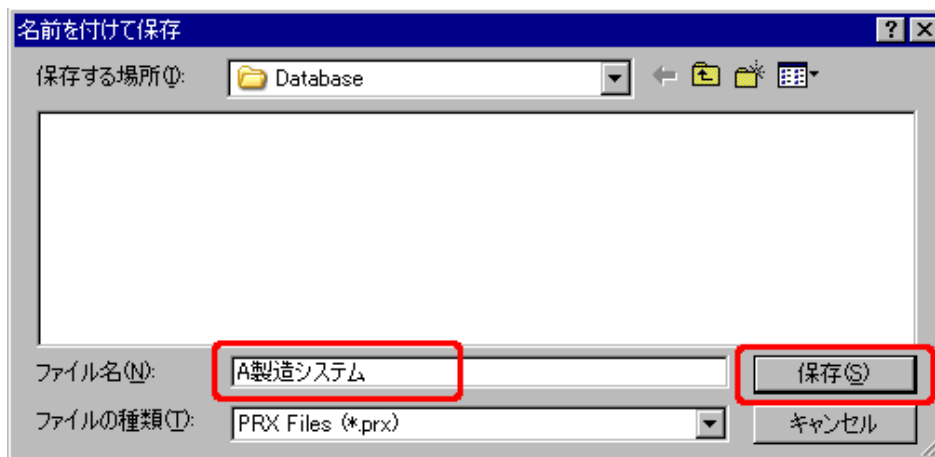 名前を付けて保存
保存する場所(I): Database
ファイル名(N): A製造システム 保存(S)
ファイルの種類(T): PRX Files (*.prx) キャンセル